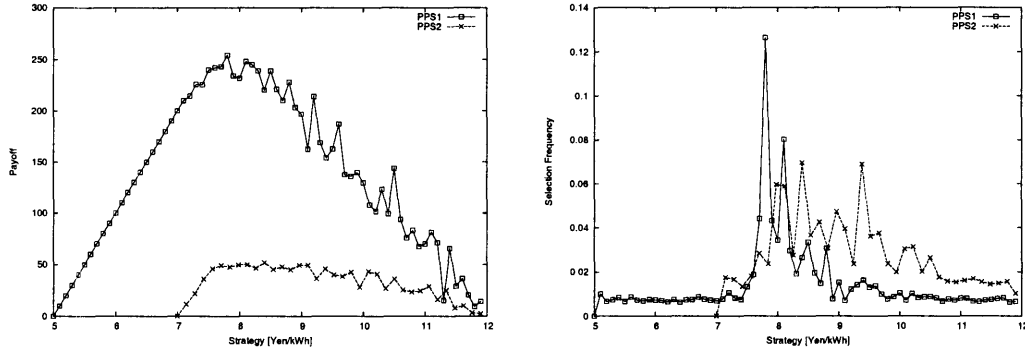 PPS1
PPS2
300
250
200
150
100
50
0
Payoff
5 6 7 8 9 10 11 12
Strategy [Yen/kWh]
PPS1
PPS2
0.14
0.12
0.1
0.08
0.06
0.04
0.02
0
Selection Frequency
5 6 7 8 9 10 11 12
Strategy [Yen/kWh]